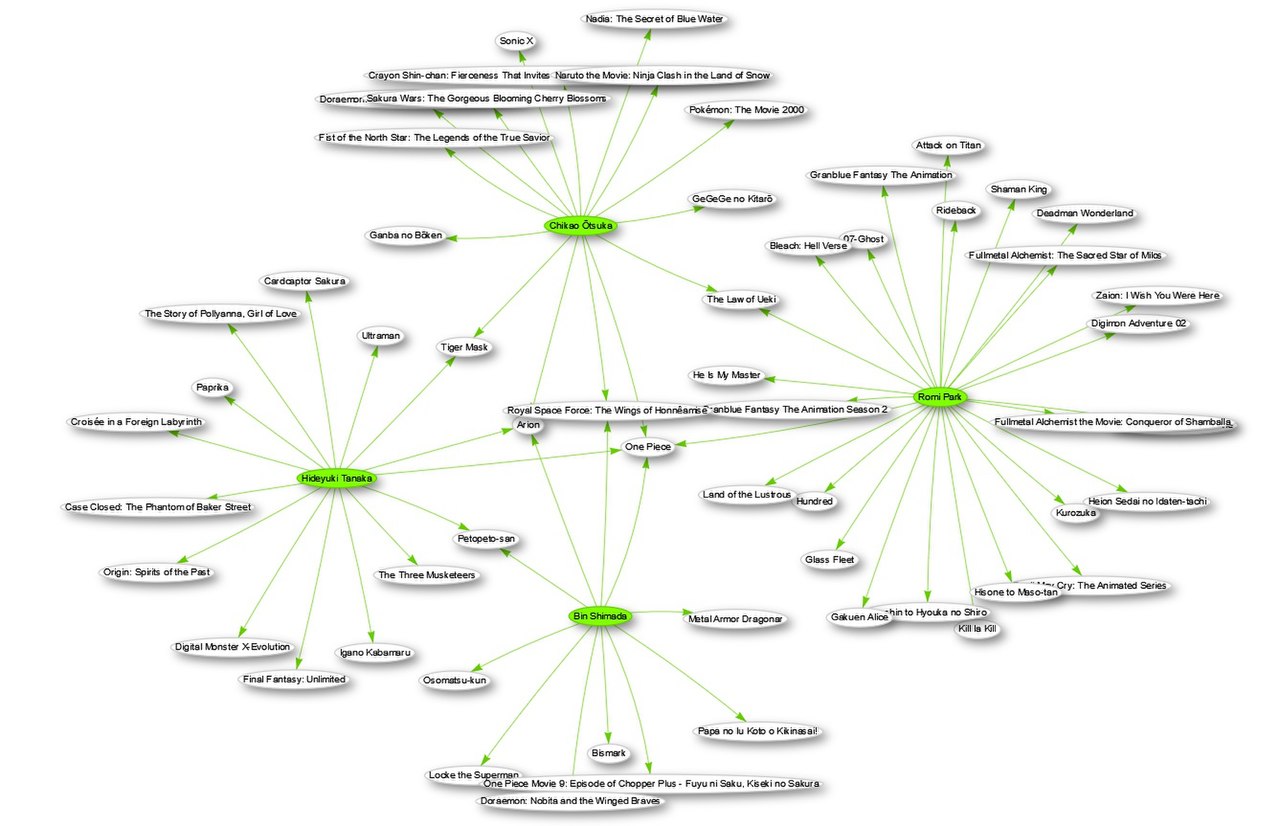 Nadia: The Secret of Blue Water
Sonic X
Crayon Shin-chan: Fierceness That Invites
Naruto the Movie: Ninja Clash in the Land of Snow
Doraemon:
Sakura Wars: The Gorgeous Blooming Cherry Blossoms
Pokémon: The Movie 2000
Fist of the North Star: The Legends of the True Savior
Attack on Titan
Granblue Fantasy The Animation
Shaman King
GeGeGe no Kitarō
Rideback
Deadman Wonderland
Chikao Ōtsuka
Ganba no Bōken
07-Ghost
Bleach: Hell Verse
Fullmetal Alchemist: The Sacred Star of Milos
Cardcaptor Sakura
Zaion: I Wish You Were Here
The Law of Ueki
The Story of Pollyanna, Girl of Love
Digimon Adventure 02
Ultraman
Tiger Mask
He Is My Master
Paprika
Romi Park
Royal Space Force: The Wings of Honnêamise
Granblue Fantasy The Animation Season 2
Croisée in a Foreign Labyrinth
Arion
Fullmetal Alchemist the Movie: Conqueror of Shamballa
One Piece
Hideyuki Tanaka
Land of the Lustrous
Hundred
Heion Sedai no Idaten-tachi
Case Closed: The Phantom of Baker Street
Kurozuka
Petopeto-san
Glass Fleet
Origin: Spirits of the Past
The Three Musketeers
May Cry: The Animated Series
Hisone to Maso-tan
to Hyouka no Shiro
Gakuen Alice
Bin Shimada
Metal Armor Dragonar
Kill la Kill
Digital Monster X-Evolution
Igano Kabamaru
Final Fantasy: Unlimited
Osomatsu-kun
Papa no Iu Koto o Kikinasai!
Bismark
Locke the Superman
One Piece Movie 9: Episode of Chopper Plus - Fuyu ni Saku, Kiseki no Sakura
Doraemon: Nobita and the Winged Braves